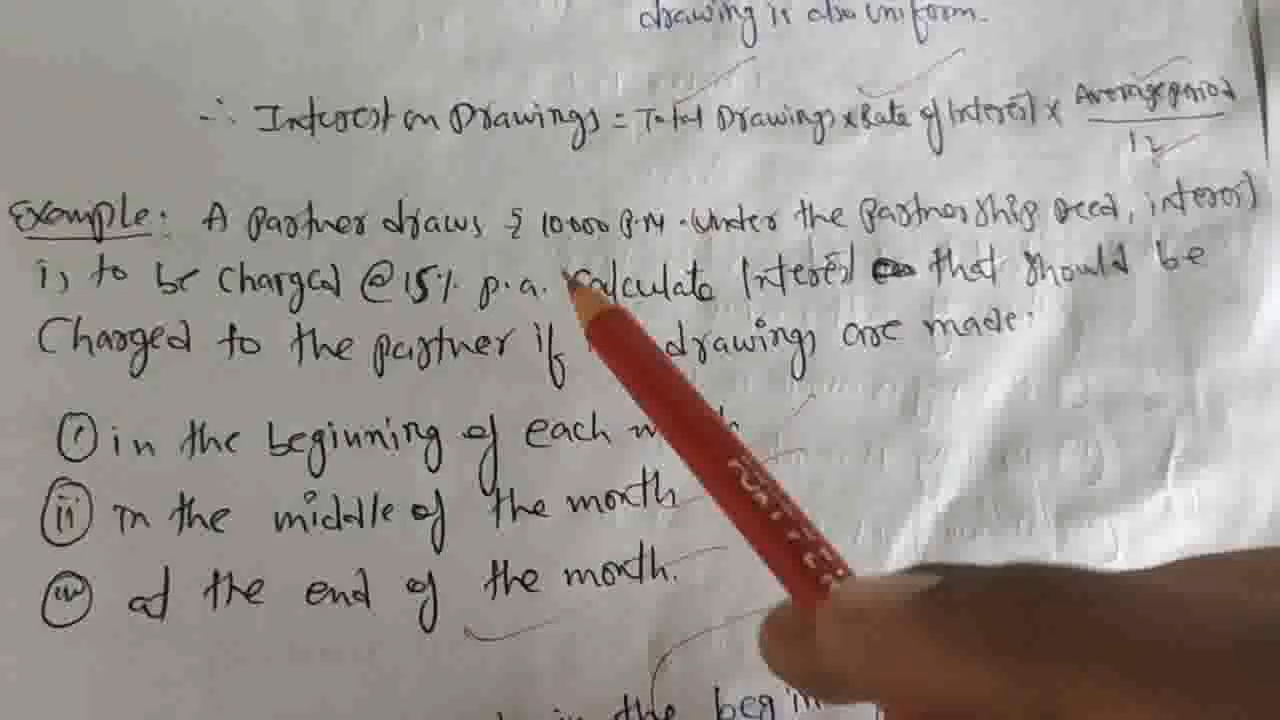 drawing is also uniform.
∴ Interest on Drawings = Total Drawings x Rate of Interest x Average period / 12
Example: A partner draws ₹ 10000 P.M. Under the partnership deed, interest
is to be charged @ 15% p.a. Calculate Interest that should be
Charged to the partner if drawings are made:
(i) in the beginning of each
(ii) in the middle of the month
(iii) at the end of the month.
in the